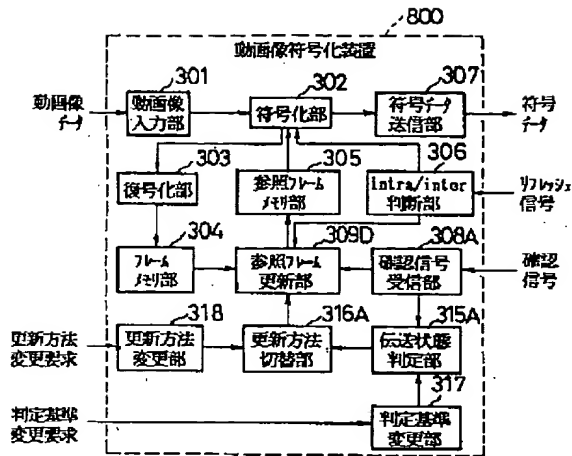 800
動画像符号化装置
301
302
307
動画像
データ
動画像
入力部
符号化部
符号データ
送信部
符号
データ
303
305
306
復号化部
参照フレーム
メモリ部
Intra/inter
判断部
リフレッシュ
信号
304
309D
308A
フレーム
メモリ部
参照フレーム
更新部
確認信号
受信部
確認
信号
318
316A
315A
更新方法
変更要求
更新方法
変更部
更新方法
切替部
伝送状態
判定部
317
判定基準
変更要求
判定基準
変更部